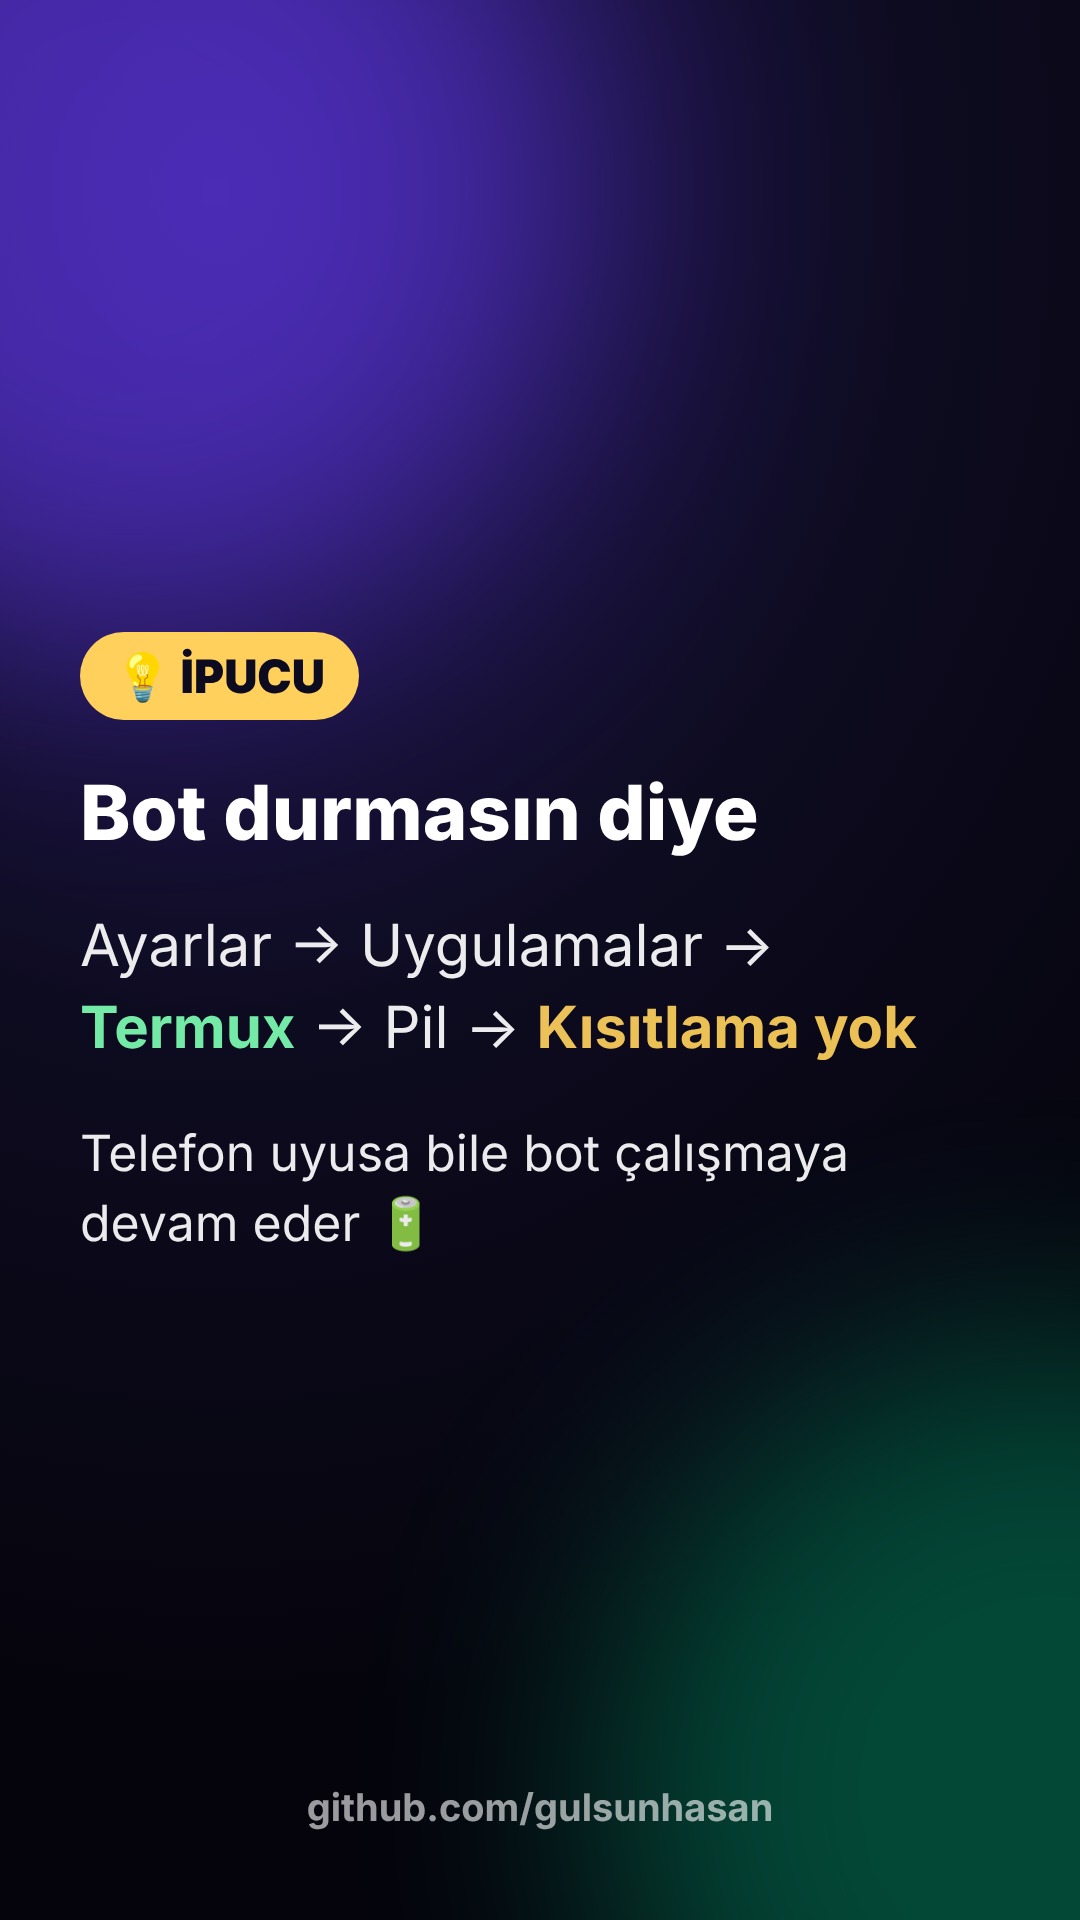 💡 İPUCU
Bot durmasın diye
Ayarlar → Uygulamalar →
Termux → Pil → Kısıtlama yok
Telefon uyusa bile bot çalışmaya
devam eder 🔋
github.com/gulsunhasan